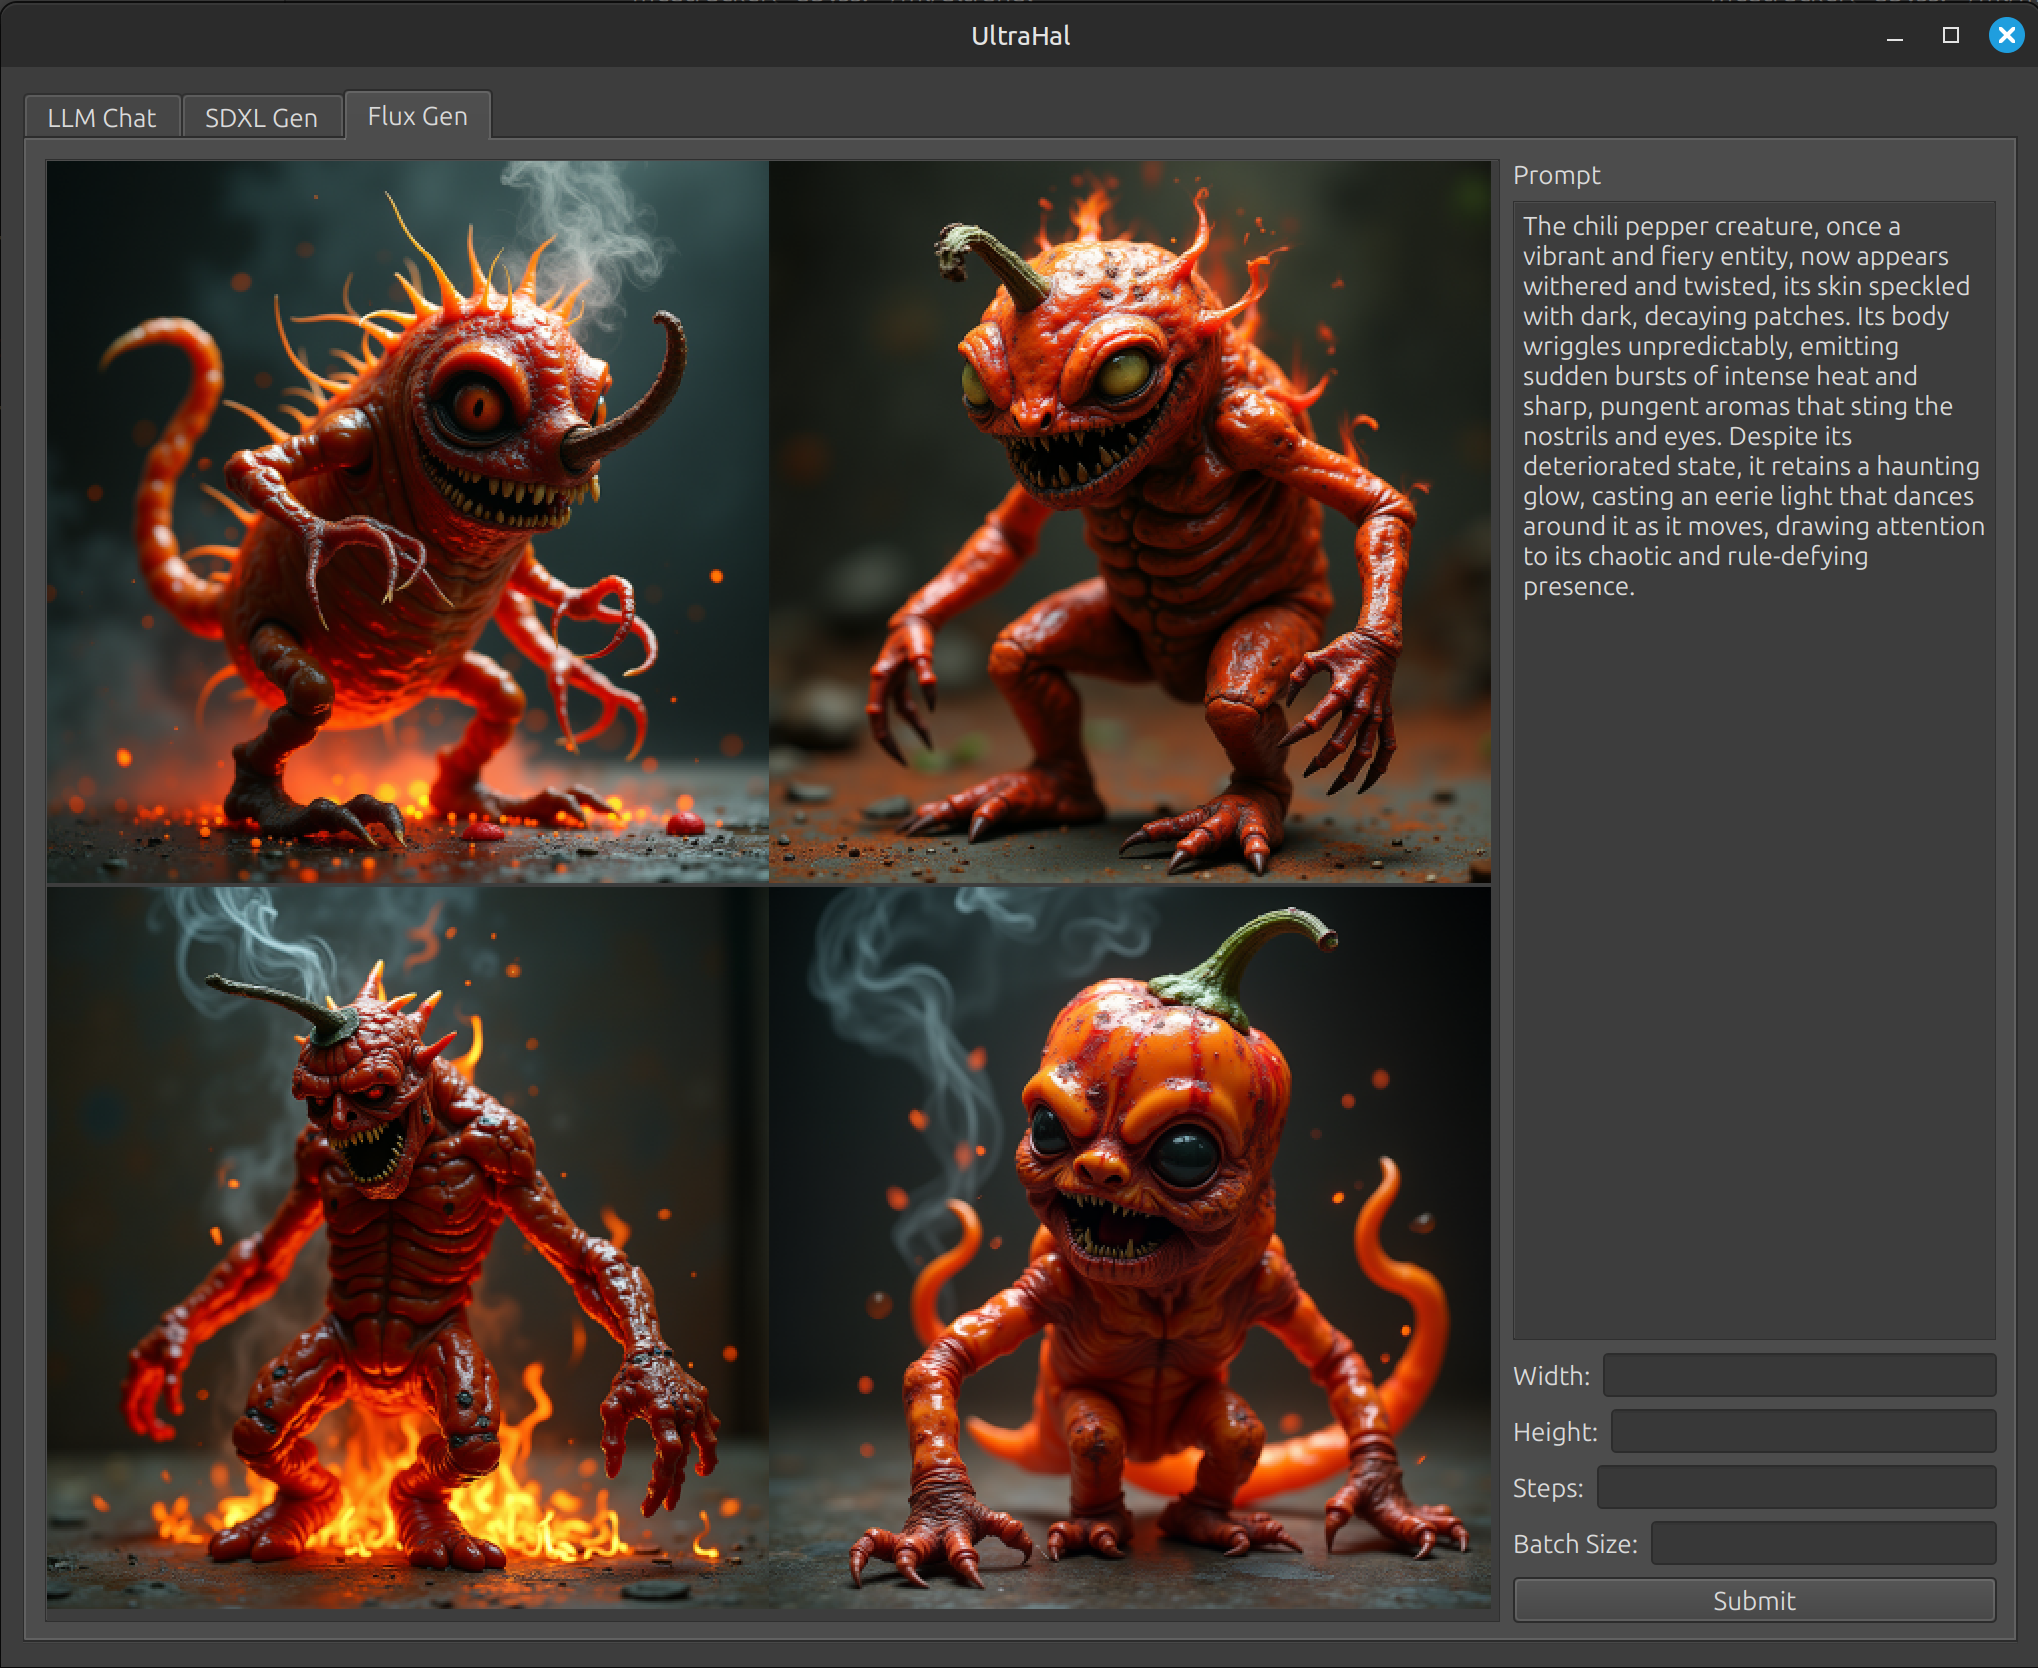 UltraHal
LLM Chat
SDXL Gen
Flux Gen
Prompt
The chili pepper creature, once a
vibrant and fiery entity, now appears
withered and twisted, its skin speckled
with dark, decaying patches. Its body
wriggles unpredictably, emitting
sudden bursts of intense heat and
sharp, pungent aromas that sting the
nostrils and eyes. Despite its
deteriorated state, it retains a haunting
glow, casting an eerie light that dances
around it as it moves, drawing attention
to its chaotic and rule-defying
presence.
Width:
Height:
Steps:
Batch Size:
Submit